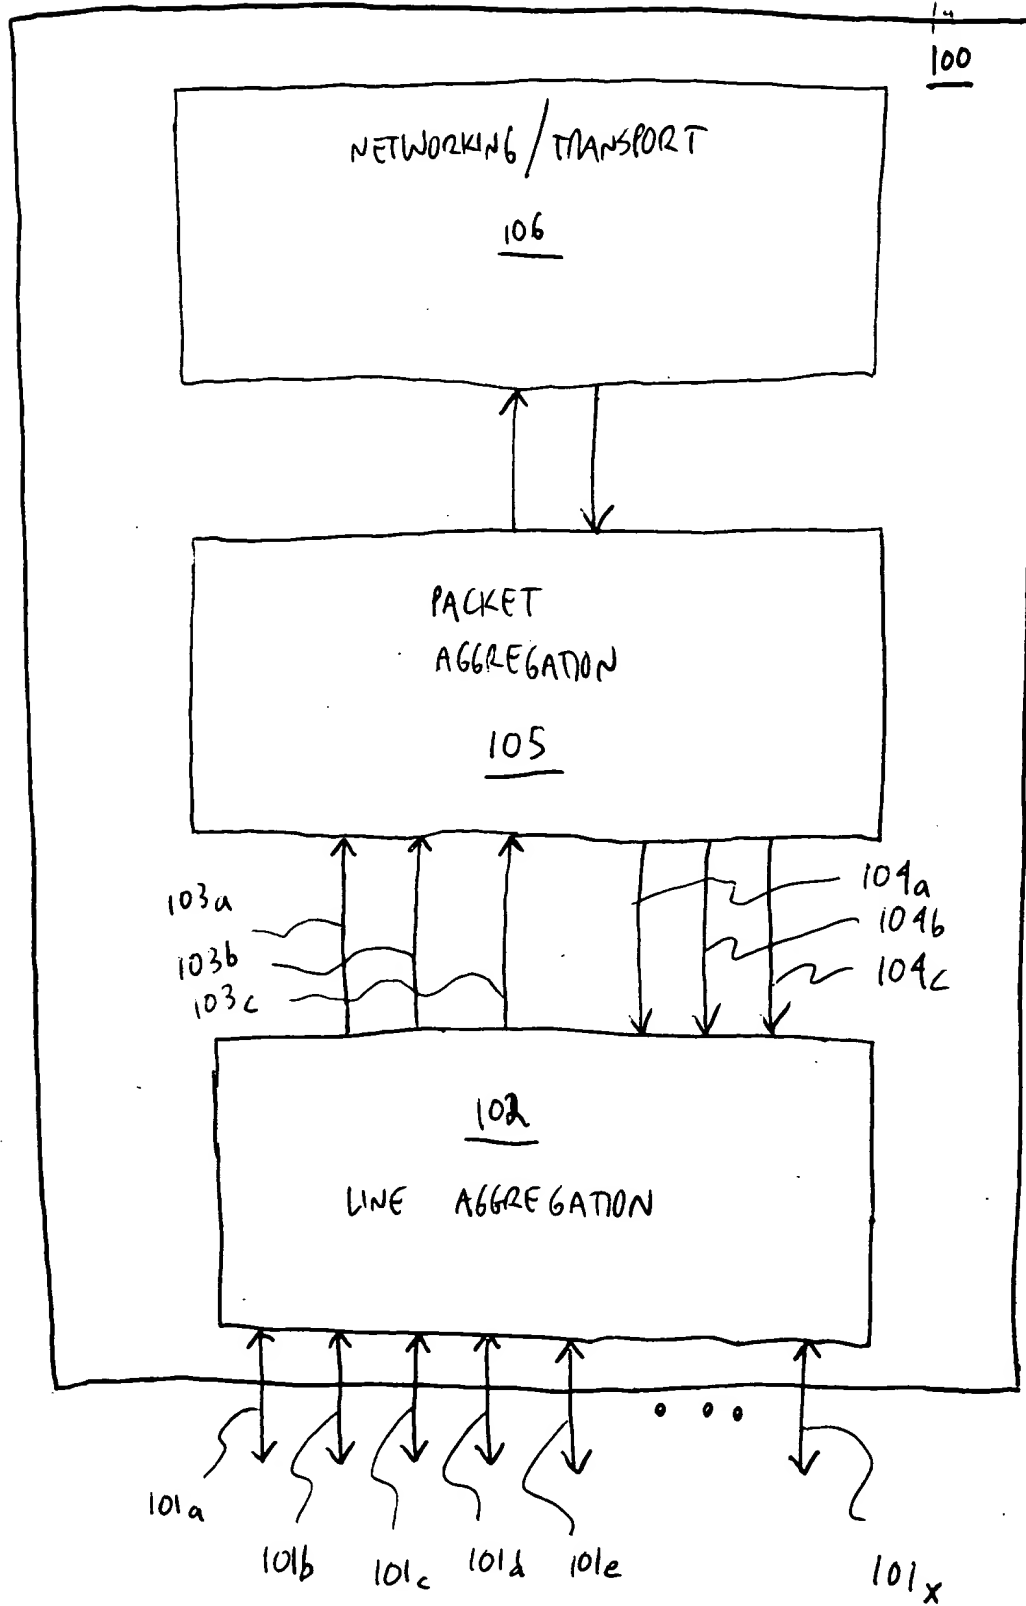 100
NETWORKING/TRANSPORT
106
PACKET
AGGREGATION
105
103a
103b
103c
104a
104b
104c
102
LINE AGGREGATION
101a
101b
101c
101d
101e
101x